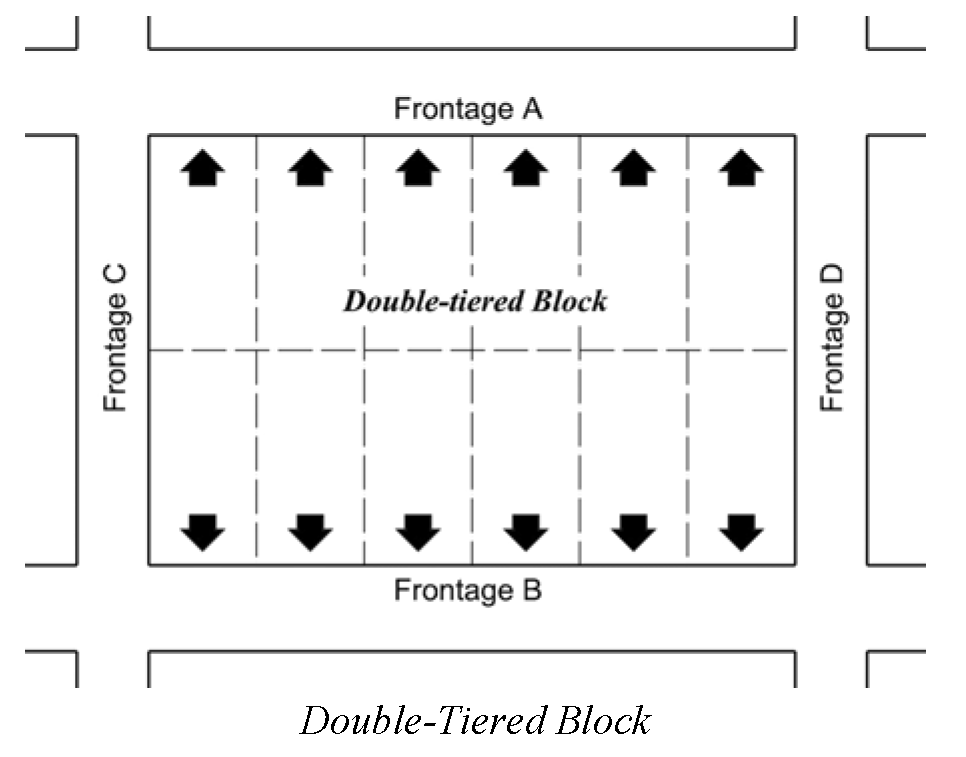 Frontage A
Frontage C
Double-tiered Block
Frontage D
Frontage B
Double-Tiered Block